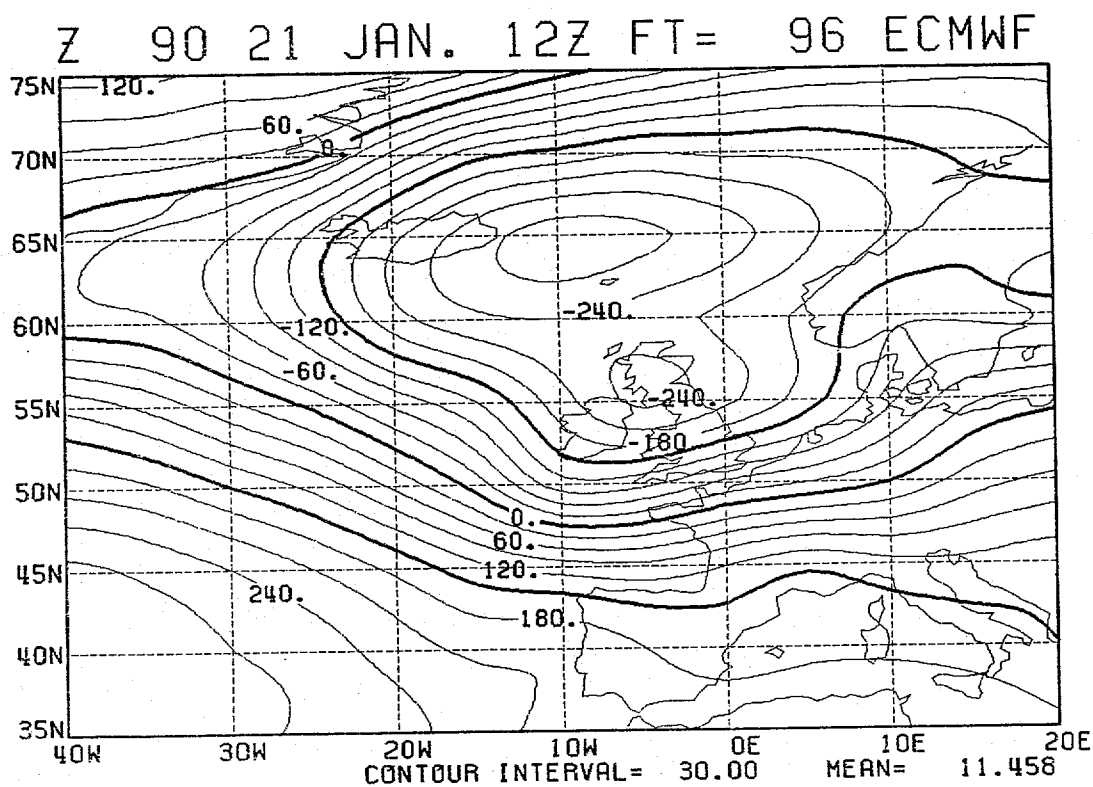 Z 90 21 JAN. 12Z FT= 96 ECMWF
75N
120.
60.
0.
70N
65N
-240.
60N
-120.
-60.
55N
-240.
-180
50N
0.
60.
120.
45N
240.
180.
40N
35N
40W 30W 20W 10W 0E 10E 20E
CONTOUR INTERVAL= 30.00 MEAN= 11.458